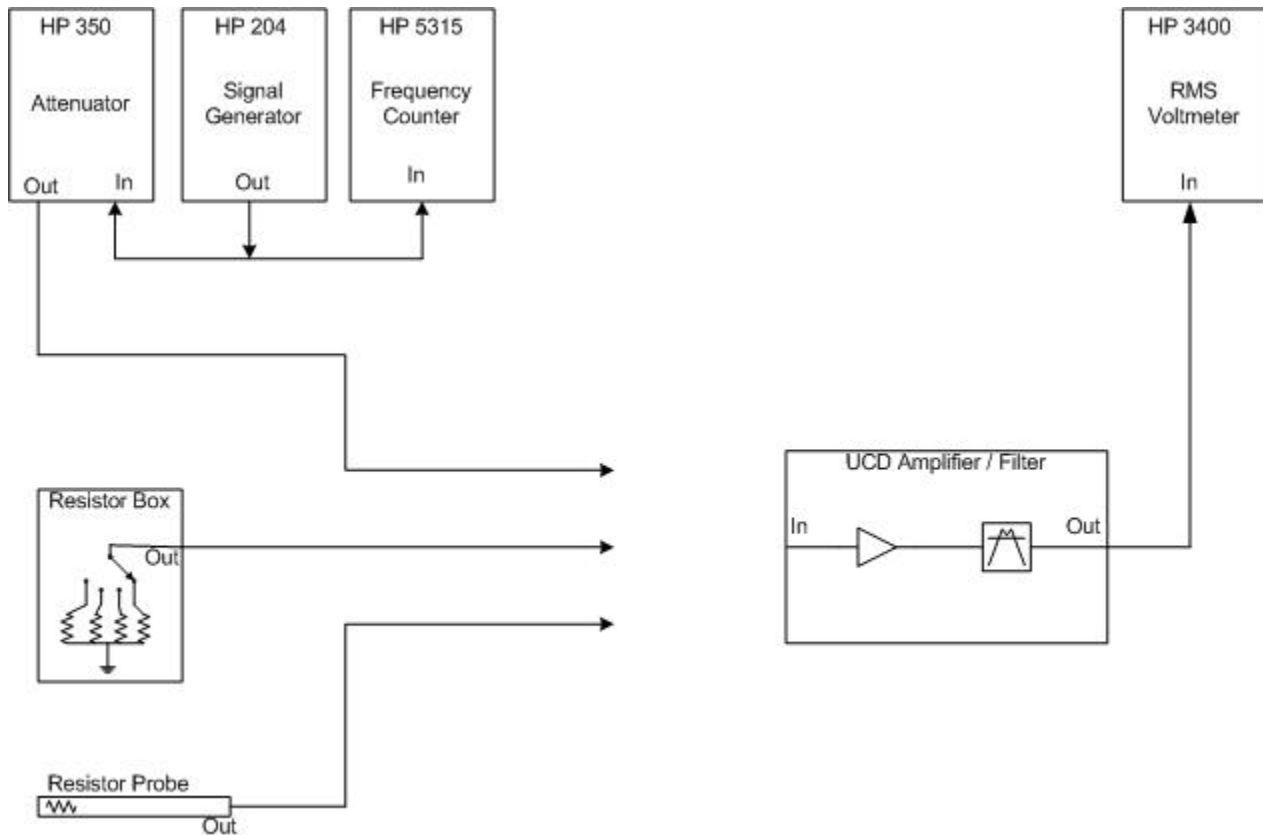 HP 350
Attenuator
Out
In
HP 204
Signal
Generator
Out
HP 5315
Frequency
Counter
In
HP 3400
RMS
Voltmeter
In
Resistor Box
Out
UCD Amplifier / Filter
In
Out
Resistor Probe
Out